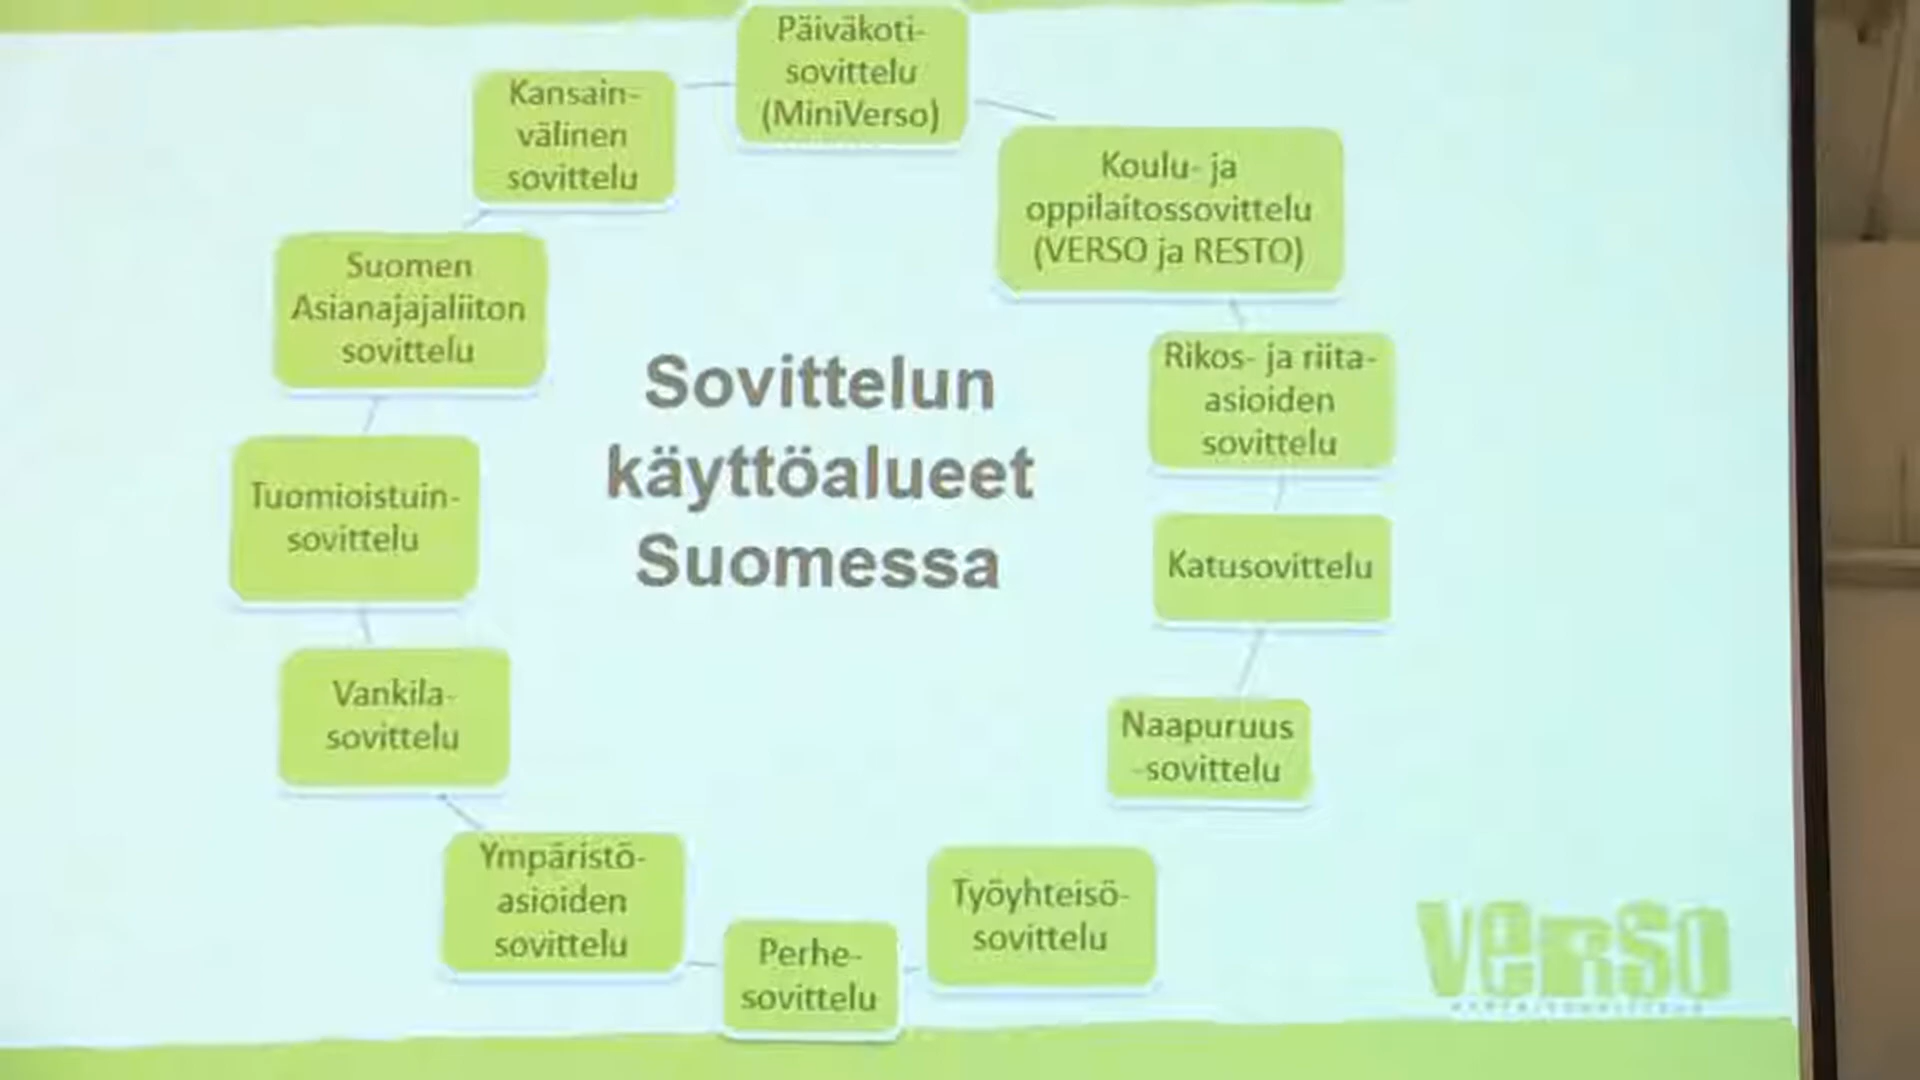 Sovittelun
käyttöalueet
Suomessa
Päiväkoti-
sovittelu
(MiniVerso)
Koulu- ja
oppilaitossovittelu
(VERSO ja RESTO)
Rikos- ja riita-
asioiden
sovittelu
Katusovittelu
Naapuruus
-sovittelu
Työyhteisö-
sovittelu
Perhe-
sovittelu
Ympäristö-
asioiden
sovittelu
Vankila-
sovittelu
Tuomioistuin-
sovittelu
Suomen
Asianajajaliiton
sovittelu
Kansain-
välinen
sovittelu
verso